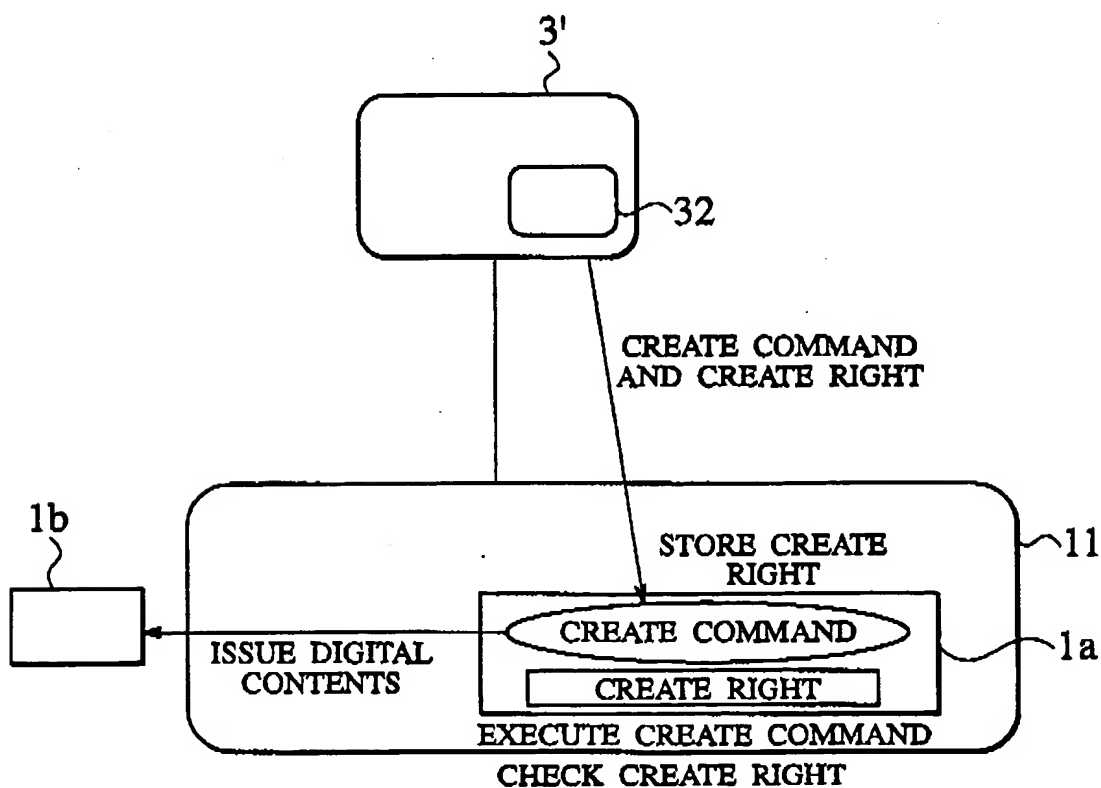 3'
32
CREATE COMMAND
AND CREATE RIGHT
1b
11
STORE CREATE
RIGHT
CREATE COMMAND
1a
ISSUE DIGITAL
CONTENTS
CREATE RIGHT
EXECUTE CREATE COMMAND
CHECK CREATE RIGHT